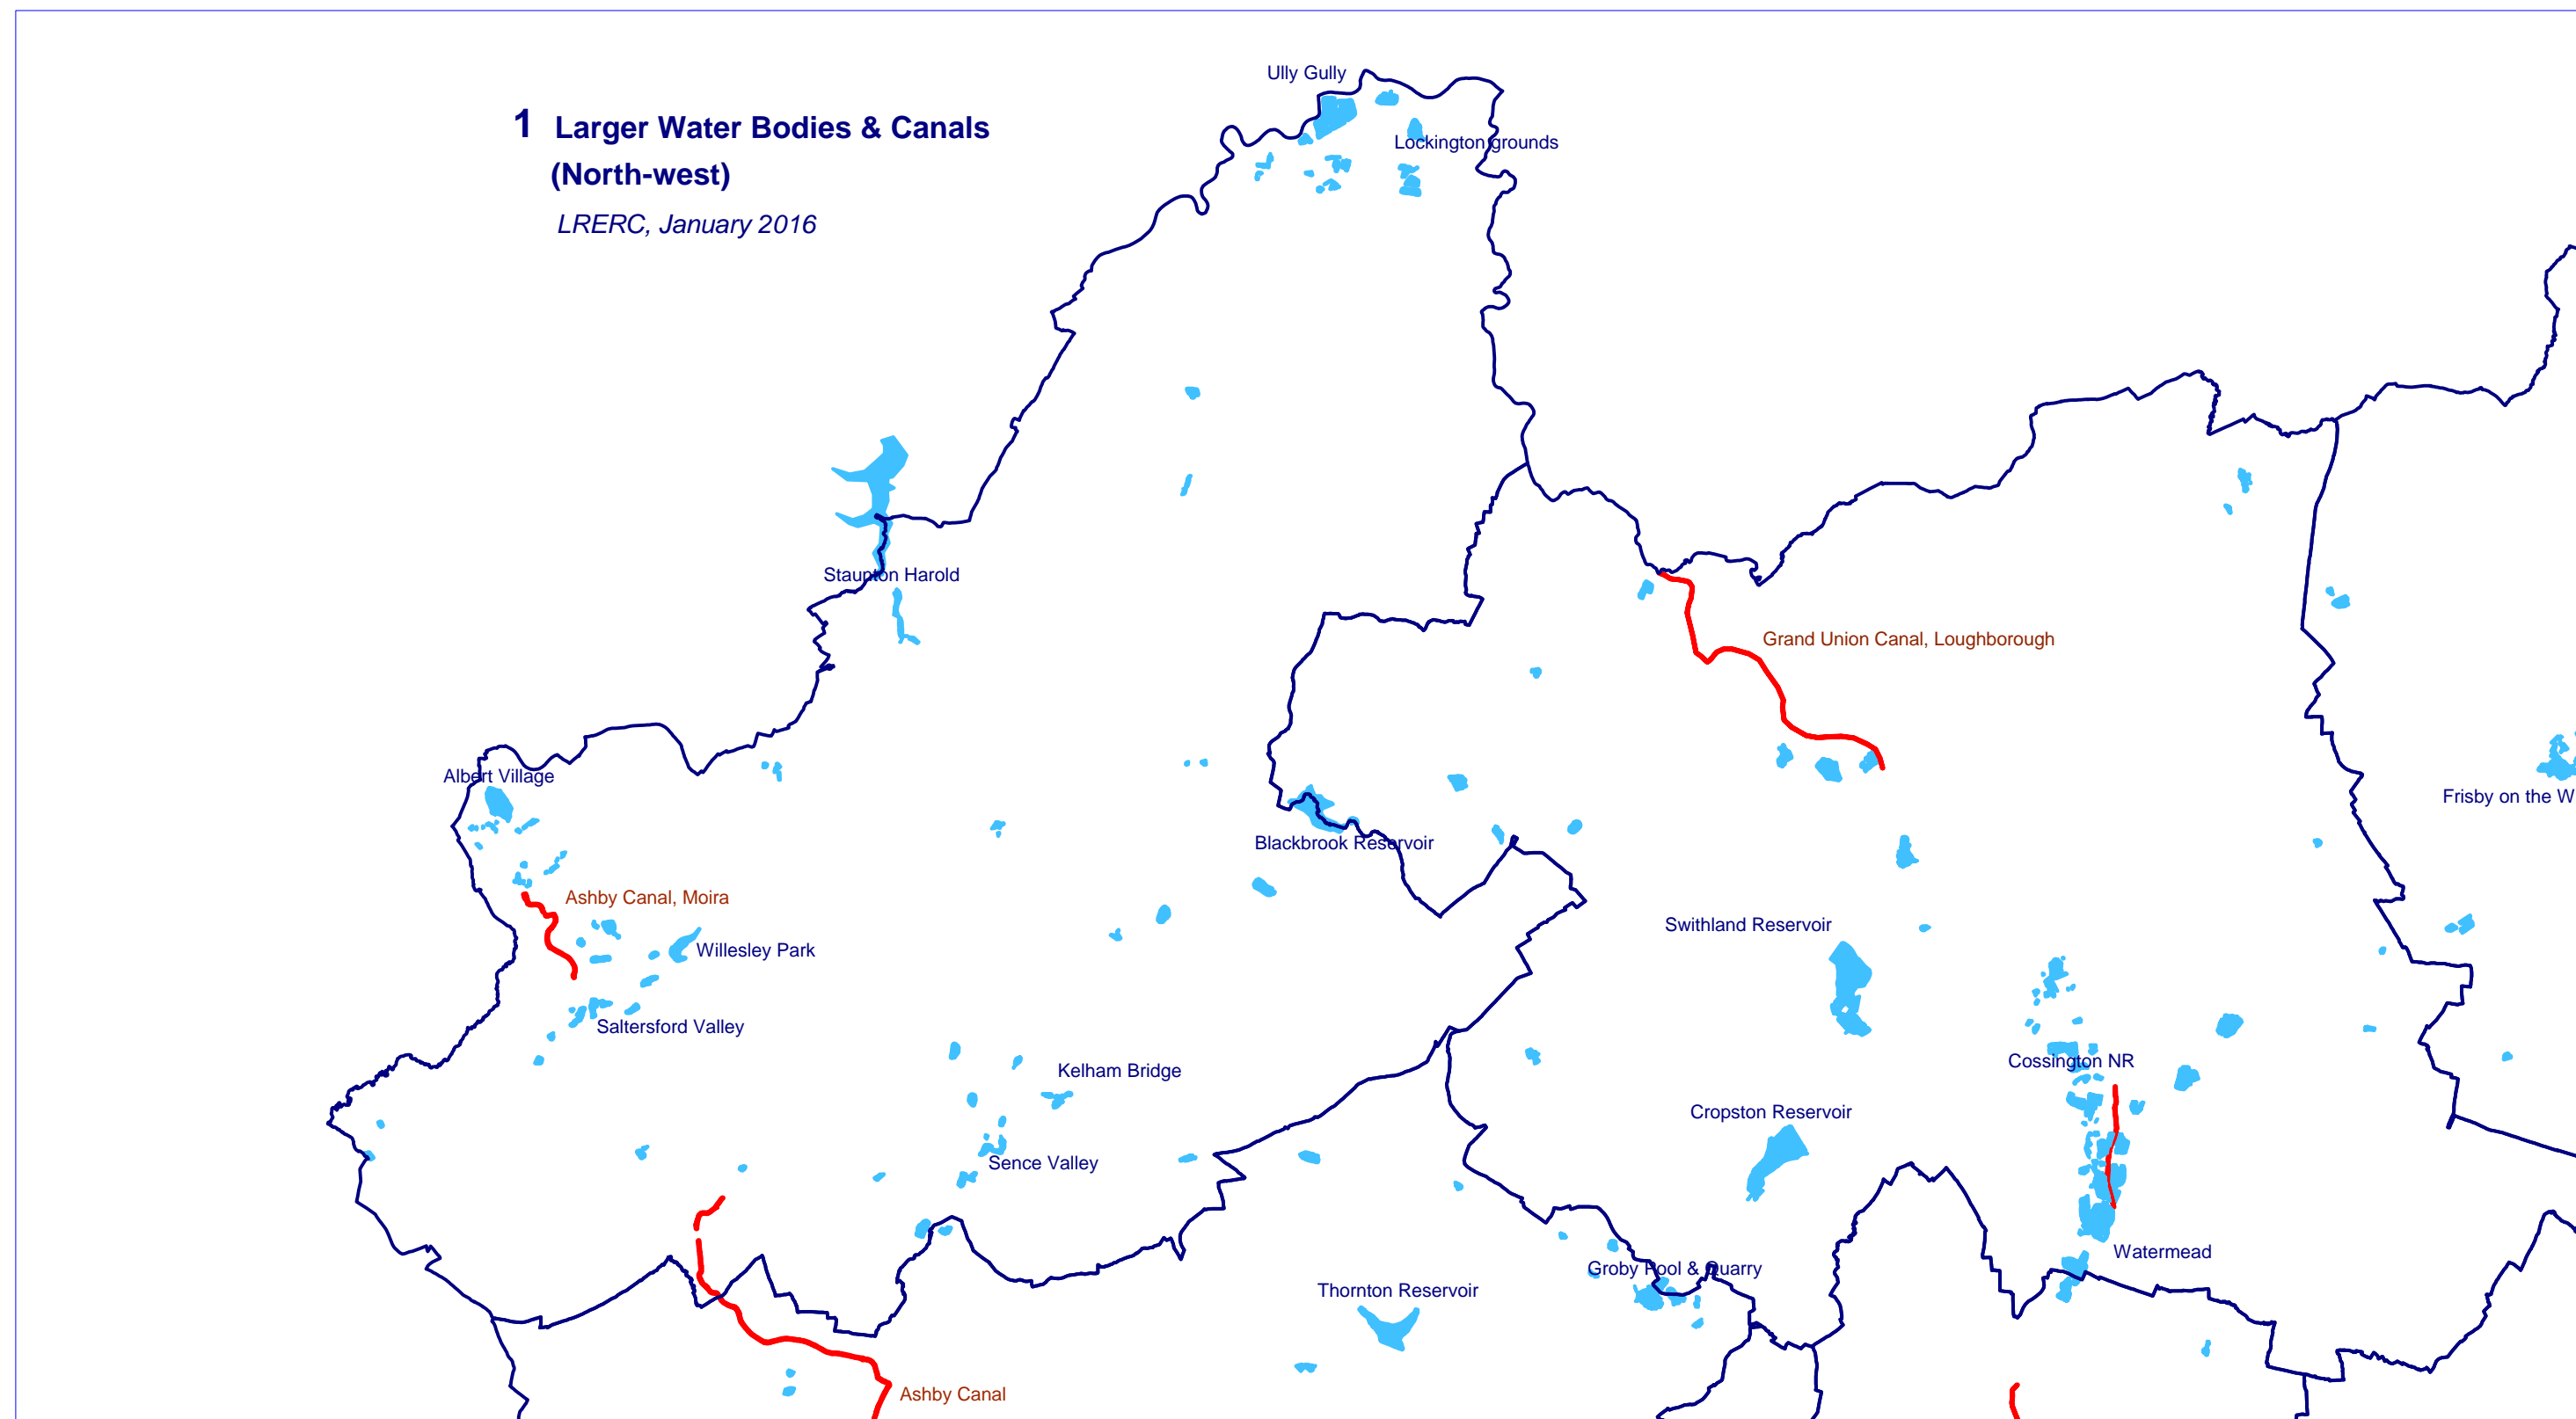 Ully Gully
1 Larger Water Bodies & Canals
(North-west)
Lockington grounds
LRERC, January 2016
Staunton Harold
Grand Union Canal, Loughborough
Albert Village
Frisby on the W
Blackbrook Reservoir
Ashby Canal, Moira
Swithland Reservoir
Willesley Park
Saltersford Valley
Cossington NR
Kelham Bridge
Cropston Reservoir
Sence Valley
Watermead
Groby Pool & Quarry
Thornton Reservoir
Ashby Canal